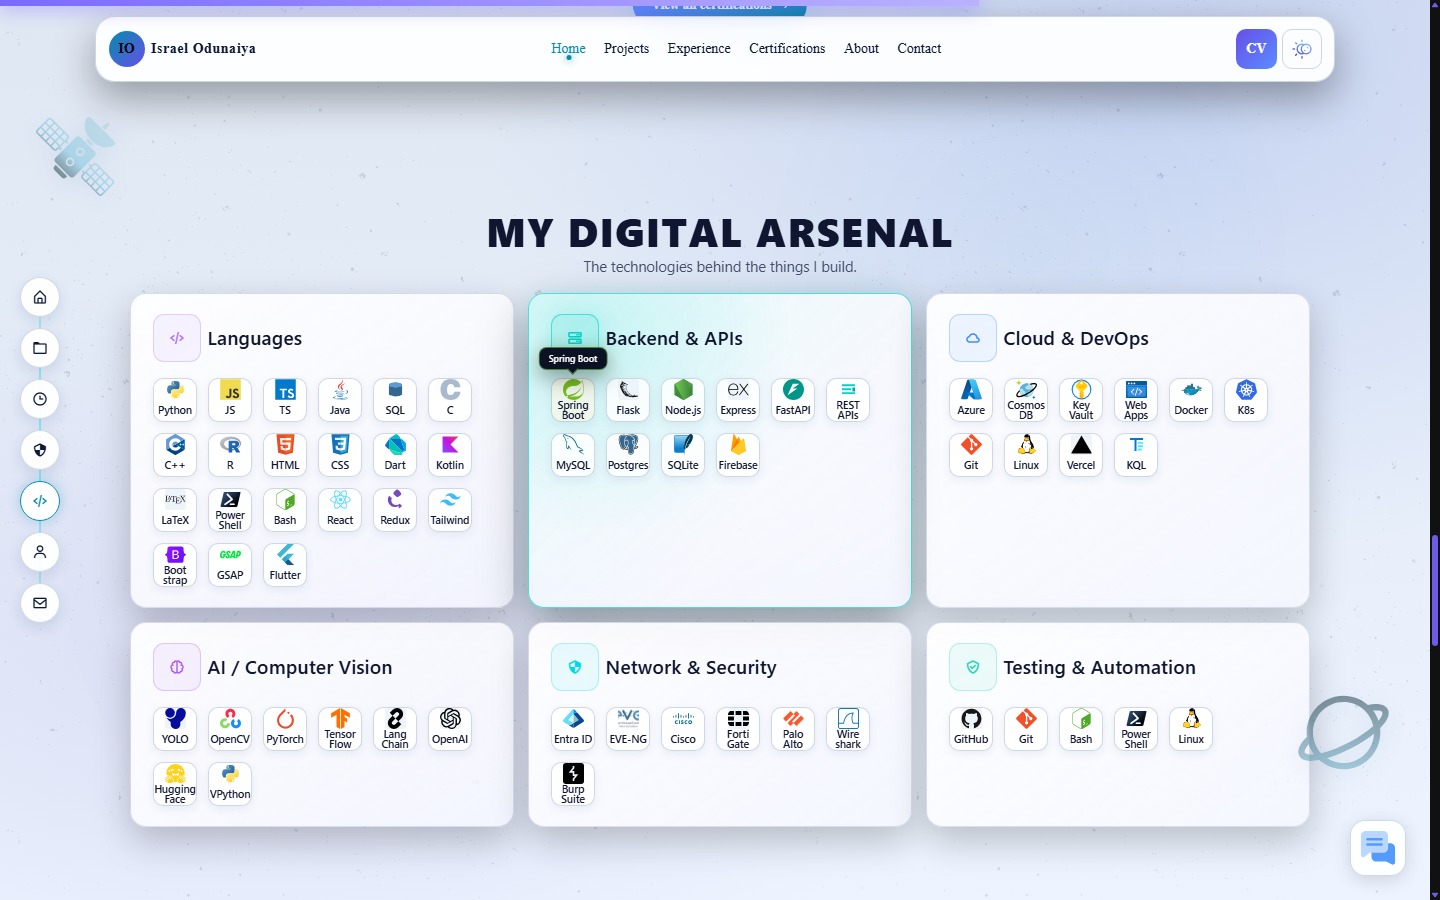 View all certifications
IO
Israel Odunaiya
Home
Projects
Experience
Certifications
About
Contact
CV
MY DIGITAL ARSENAL
The technologies behind the things I build.
Languages
Python
JS
JS
TS
TS
Java
SQL
C
C++
R
HTML
CSS
Dart
Kotlin
LaTeX
LaTeX
Power
Shell
Bash
React
Redux
Tailwind
B
Boot
strap
GSAP
GSAP
Flutter
Backend & APIs
Spring Boot
Spring
Boot
Flask
Node.js
ex
Express
FastAPI
REST
APIs
MySQL
Postgres
SQLite
Firebase
Cloud & DevOps
Azure
Cosmos
DB
Key
Vault
Web
Apps
Docker
K8s
Git
Linux
Vercel
KQL
AI / Computer Vision
YOLO
OpenCV
PyTorch
Tensor
Flow
Lang
Chain
OpenAI
Hugging
Face
VPython
Network & Security
Entra ID
EVE-NG
cisco
Cisco
Forti
Gate
Palo
Alto
Wire
shark
Burp
Suite
Testing & Automation
GitHub
Git
Bash
Power
Shell
Linux